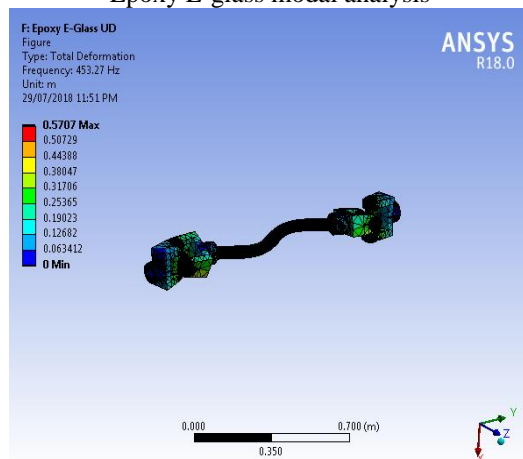 Epoxy E-glass modal analysis
F: Epoxy E-Glass UD
Figure
Type: Total Deformation
Frequency: 453.27 Hz
Unit: m
29/07/2018 11:51 PM
ANSYS
R18.0
0.5707 Max
0.50729
0.44388
0.38047
0.31706
0.25365
0.19023
0.12682
0.063412
0 Min
0.000
0.700 (m)
0.350
Y
Z